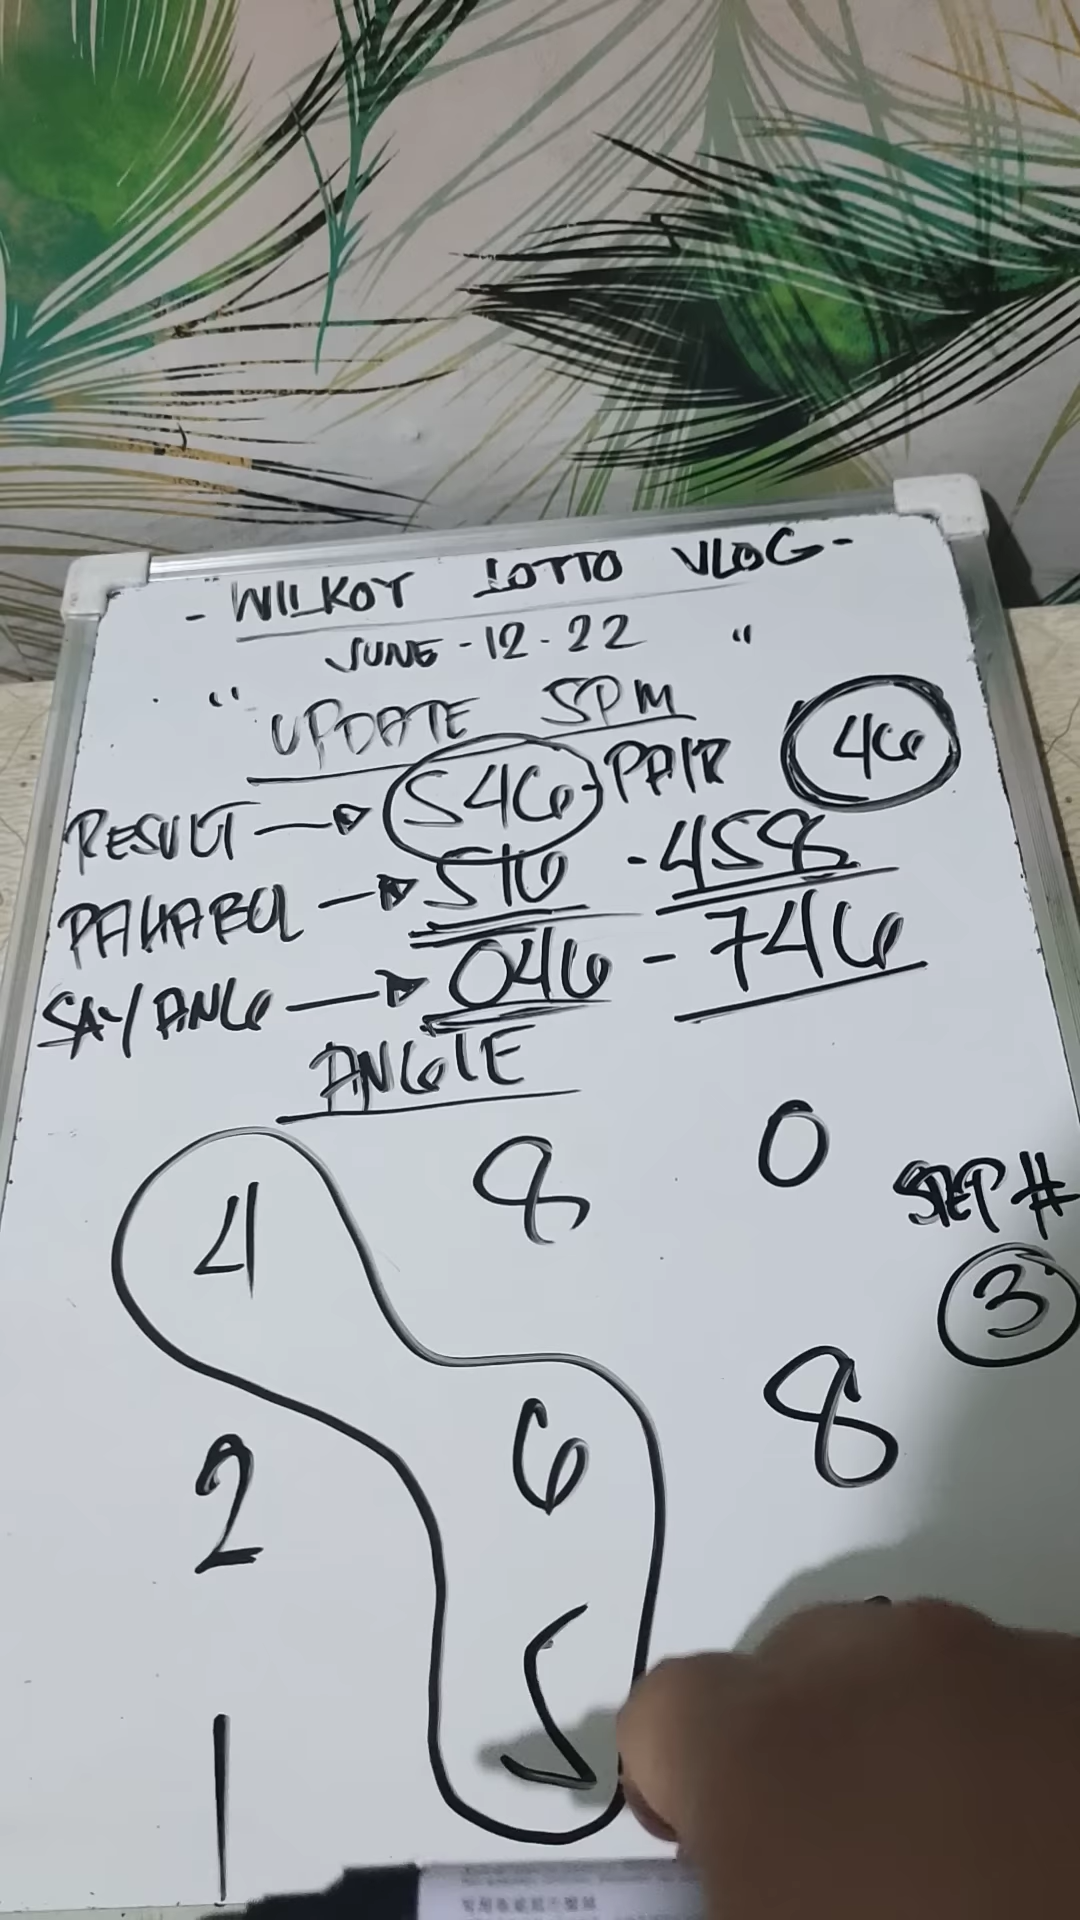 - "WILKOY LOTTO VLOG -
JUNE - 12 - 22 "
" UPDATE 5PM
RESULT → 546 - PAIR 46
PAHABOL → 516 - 458
SAYANG → 046 - 746
ANGLE
4 8 0
STEP #
3
2 6 8
1 5